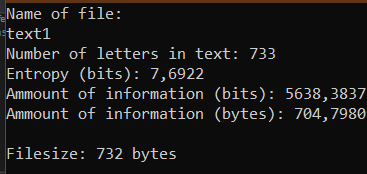 Name of file:
text1
Number of letters in text: 733
Entropy (bits): 7,6922
Ammount of information (bits): 5638,3837
Ammount of information (bytes): 704,7980
Filesize: 732 bytes